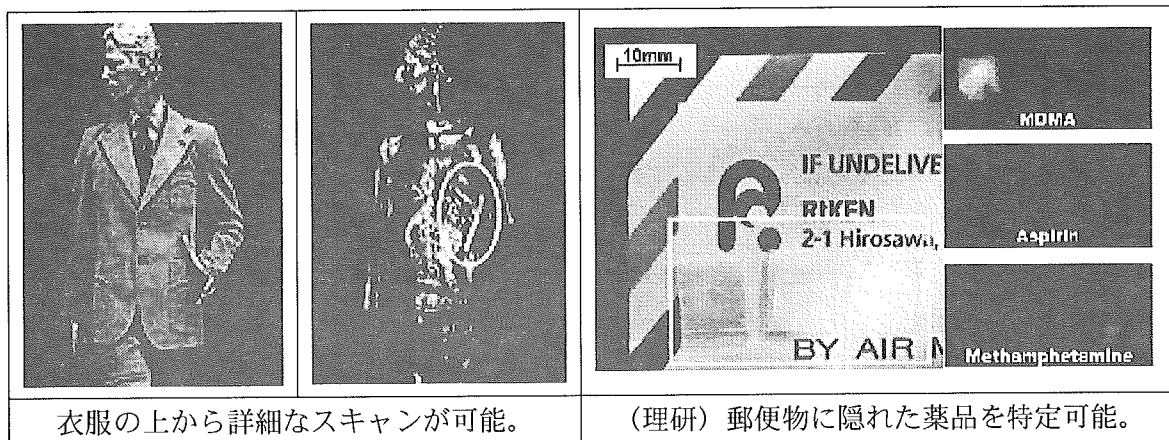 10mm
IF UNDELIVE
RIKEN
2-1 Hirosawa,
BY AIR M
MDMA
Aspirin
Methamphetamine
衣服の上から詳細なスキャンが可能。
（理研）郵便物に隠れた薬品を特定可能。